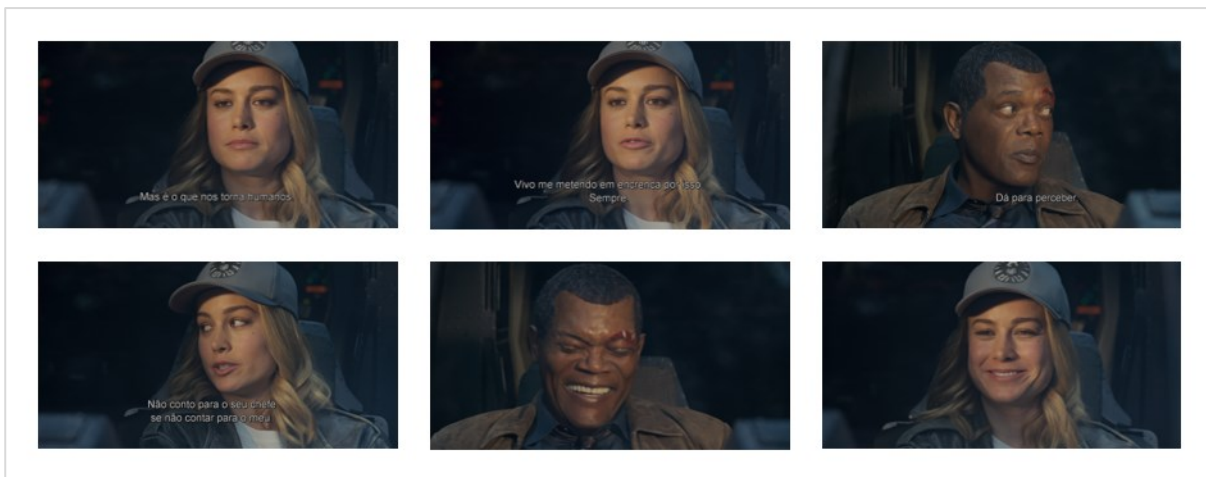 Mas é o que nos torna humanos
Vivo me metendo em encrenca por isso
Sempre
Dá para perceber
Não conto para o seu chefe
se não contar para o meu